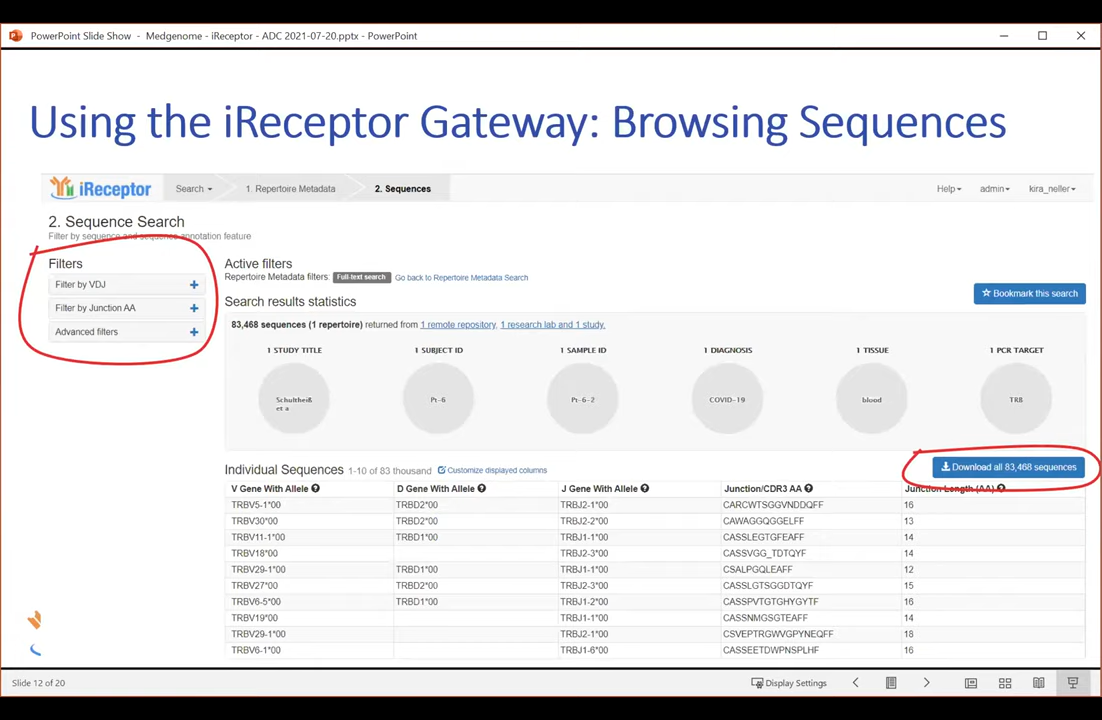 PowerPoint Slide Show - Medgenome - iReceptor - ADC 2021-07-20.pptx - PowerPoint
Using the iReceptor Gateway: Browsing Sequences
iReceptor Search 1. Repertoire Metadata 2. Sequences Help admin kira_neller
2. Sequence Search
Filter by sequence and sequence annotation feature
Filters
Filter by VDJ +
Filter by Junction AA +
Advanced filters +
Active filters
Repertoire Metadata filters: Full-text search Go back to Repertoire Metadata Search
Bookmark this search
Search results statistics
83,468 sequences (1 repertoire) returned from 1 remote repository, 1 research lab and 1 study.
1 STUDY TITLE 1 SUBJECT ID 1 SAMPLE ID 1 DIAGNOSIS 1 TISSUE 1 PCR TARGET
Schultheiß et a Pt-6 Pt-6-2 COVID-19 blood TRB
Individual Sequences 1-10 of 83 thousand Customize displayed columns Download all 83,468 sequences
V Gene With Allele D Gene With Allele J Gene With Allele Junction/CDR3 AA Junction Length (AA)
TRBV5-1*00 TRBD2*00 TRBJ2-1*00 CARCWTSGGVNDDQFF 16
TRBV30*00 TRBD2*00 TRBJ2-2*00 CAWAGGQGGELFF 13
TRBV11-1*00 TRBD1*00 TRBJ1-1*00 CASSLEGTGFEAFF 14
TRBV18*00 TRBJ2-3*00 CASSVGG_TDTQYF 14
TRBV29-1*00 TRBD1*00 TRBJ1-1*00 CSALPGQLEAFF 12
TRBV27*00 TRBD2*00 TRBJ2-3*00 CASSLGTSGGDTQYF 15
TRBV6-5*00 TRBD1*00 TRBJ1-2*00 CASSPVTGTGHYGYTF 16
TRBV19*00 TRBJ1-1*00 CASSNMGSGTEAFF 14
TRBV29-1*00 TRBJ2-1*00 CSVEPTRGWVGPYNEQFF 18
TRBV6-1*00 TRBJ1-6*00 CASSEETDWPNSPLHF 16
Slide 12 of 20 Display Settings